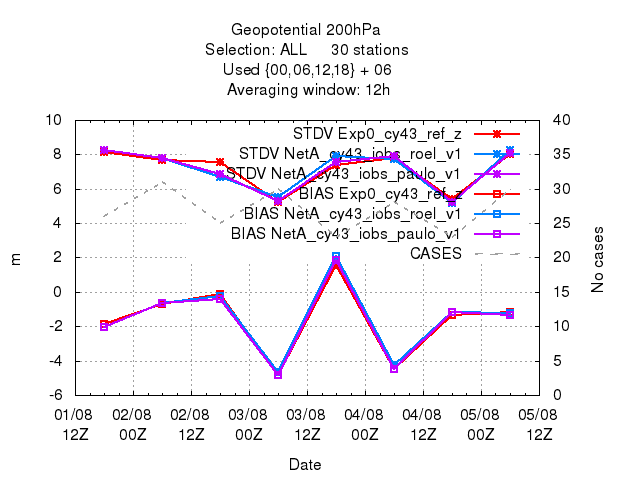 Geopotential 200hPa
Selection: ALL     30 stations
Used {00,06,12,18} + 06
Averaging window: 12h
10 40
STDV Exp0_cy43_ref_z
8 35
STDV NetA_cy43_iobs_roel_v1
STDV NetA_cy43_iobs_paulo_v1
6 30
BIAS Exp0_cy43_ref_z
BIAS NetA_cy43_iobs_roel_v1
4 25
BIAS NetA_cy43_iobs_paulo_v1
2 20
CASES
m
No cases
0 15
-2 10
-4 5
-6 0
01/08 02/08 02/08 03/08 03/08 04/08 04/08 05/08 05/08
12Z 00Z 12Z 00Z 12Z 00Z 12Z 00Z 12Z
Date